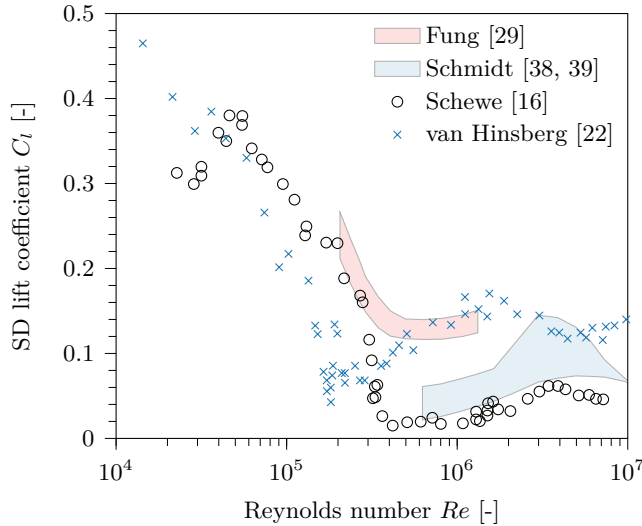 0.5
0.4
0.3
0.2
0.1
0
SD lift coefficient C_l [-]
Fung [29]
Schmidt [38, 39]
Schewe [16]
van Hinsberg [22]
10^4
10^5
10^6
10^7
Reynolds number Re [-]